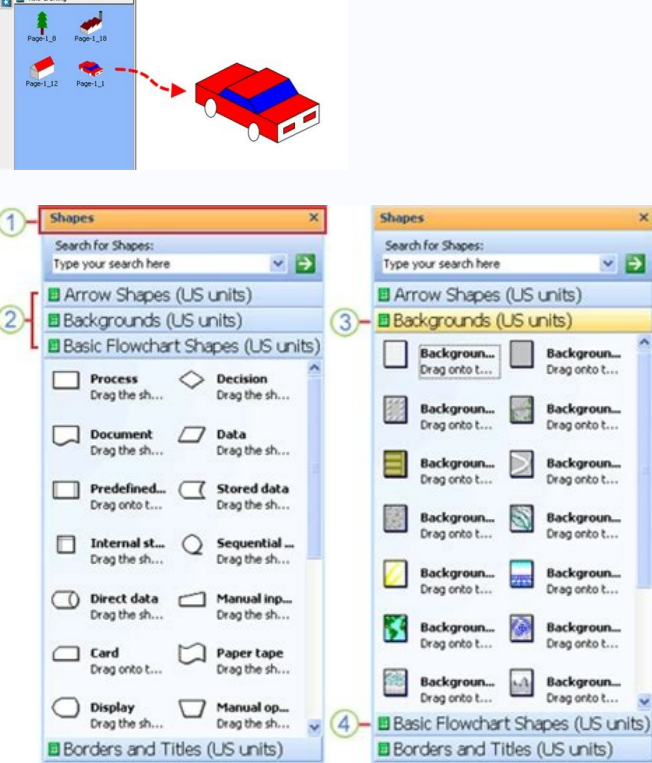 Page-1_8 Page-1_18
Page-1_12 Page-1_1
1
Shapes ×
Search for Shapes:
Type your search here
2
Arrow Shapes (US units)
Backgrounds (US units)
Basic Flowchart Shapes (US units)
Process Decision
Drag the sh... Drag the sh...
Document Data
Drag the sh... Drag the sh...
Predefined... Stored data
Drag onto t... Drag the sh...
Internal st... Sequential ...
Drag the sh... Drag the sh...
Direct data Manual inp...
Drag the sh... Drag the sh...
Card Paper tape
Drag onto t... Drag the sh...
Display Manual op...
Drag the sh... Drag the sh...
Borders and Titles (US units)
Shapes ×
Search for Shapes:
Type your search here
Arrow Shapes (US units)
3
Backgrounds (US units)
Backgroun... Backgroun...
Drag onto t... Drag onto t...
Backgroun... Backgroun...
Drag onto t... Drag onto t...
Backgroun... Backgroun...
Drag onto t... Drag onto t...
Backgroun... Backgroun...
Drag onto t... Drag onto t...
Backgroun... Backgroun...
Drag onto t... Drag onto t...
Backgroun... Backgroun...
Drag onto t... Drag onto t...
Backgroun... Backgroun...
Drag onto t... Drag onto t...
4
Basic Flowchart Shapes (US units)
Borders and Titles (US units)